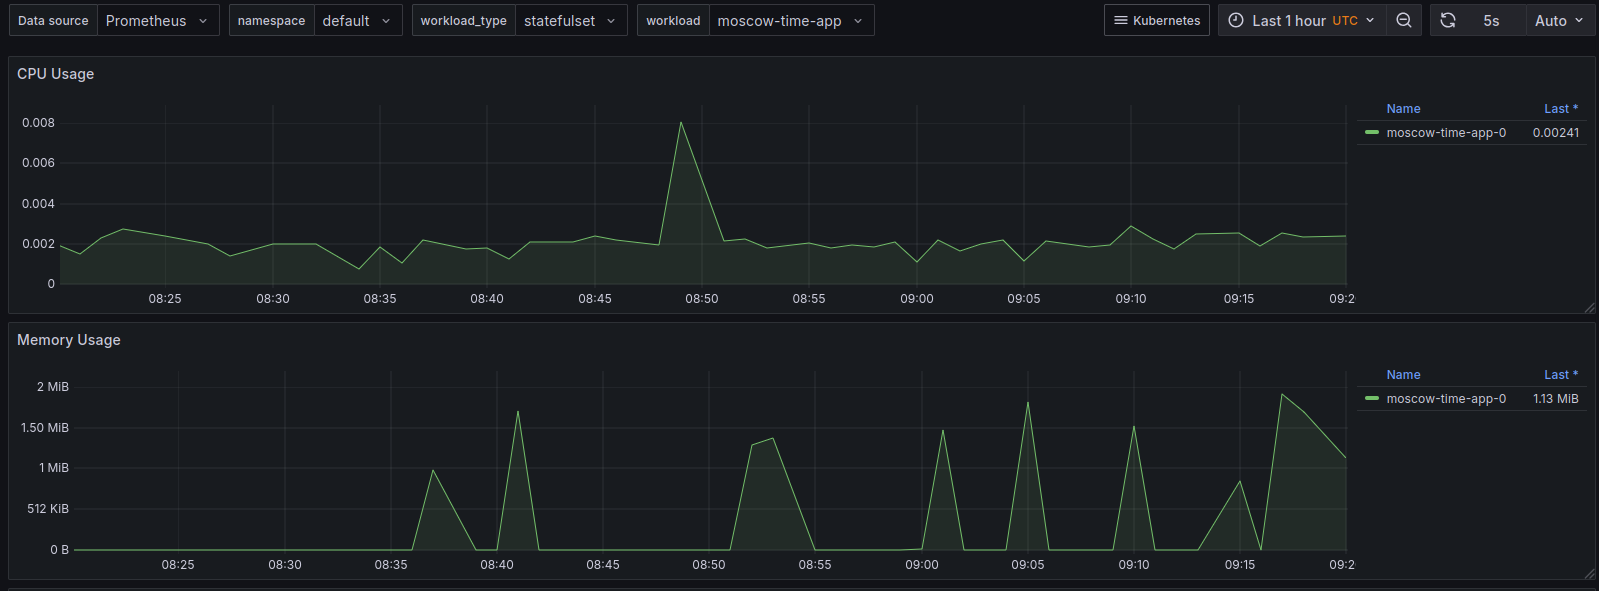 Data source Prometheus namespace default workload_type statefulset workload moscow-time-app Kubernetes Last 1 hour UTC 5s Auto
CPU Usage
Name Last *
moscow-time-app-0 0.00241
0.008
0.006
0.004
0.002
0
08:25 08:30 08:35 08:40 08:45 08:50 08:55 09:00 09:05 09:10 09:15 09:2
Memory Usage
Name Last *
moscow-time-app-0 1.13 MiB
2 MiB
1.50 MiB
1 MiB
512 KiB
0 B
08:25 08:30 08:35 08:40 08:45 08:50 08:55 09:00 09:05 09:10 09:15 09:2